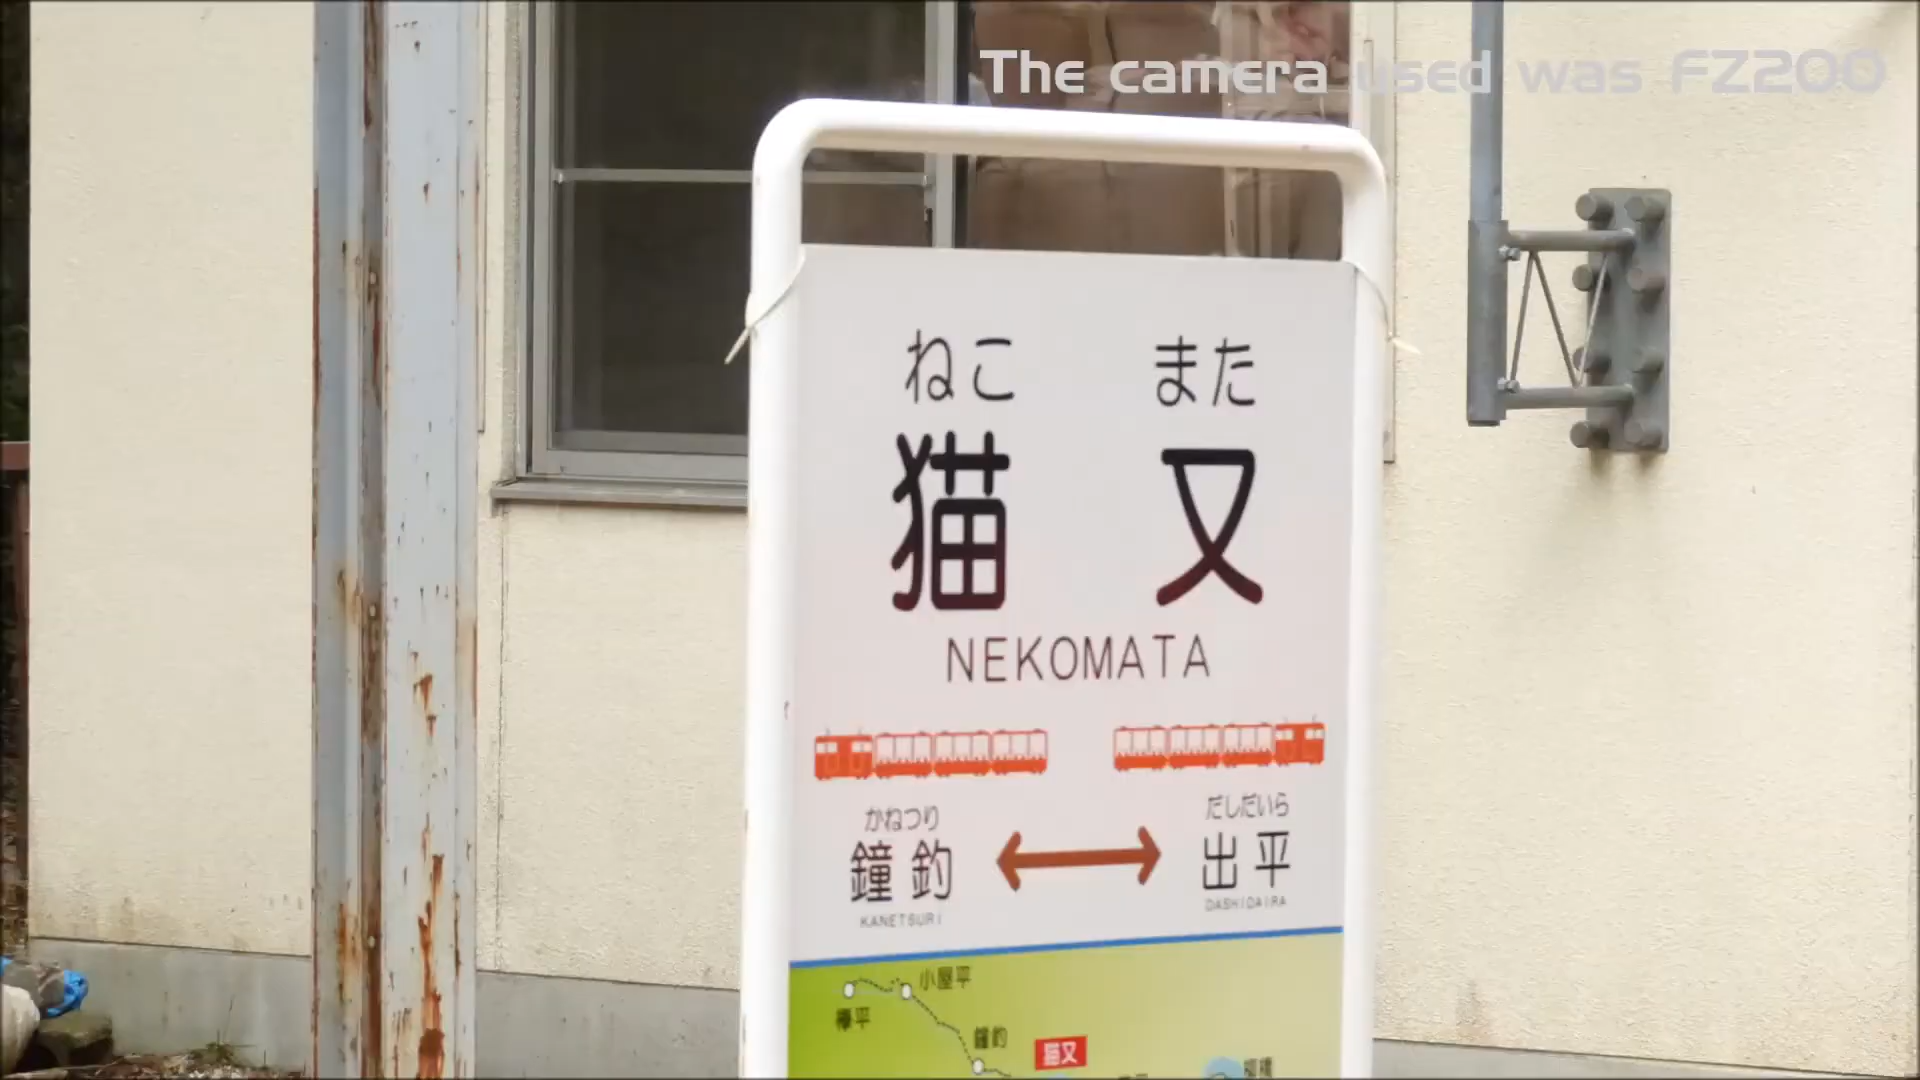 The camera used was FZ200
ねこ また
猫 又
NEKOMATA
かねつり だしだいら
鐘釣 出平
KANETSURI DASHIDAIRA
小屋平
欅平
鐘釣
猫又